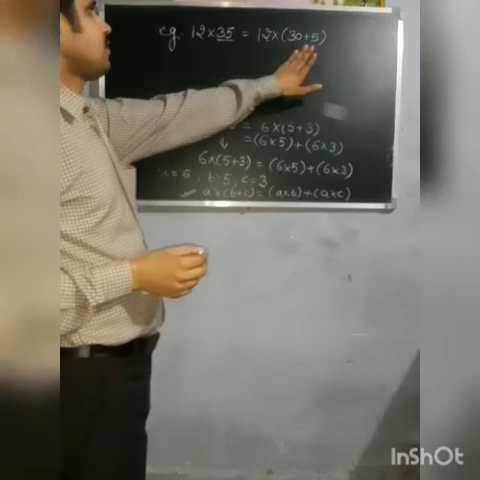 eg. 12 × 35 = 12 × (30+5)
= 6 × (5+3)
↓ = (6×5) + (6×3)
6×(5+3) = (6×5) + (6×3)
= 6, b = 5, c = 3
✓ a×(b+c) = (a×b) + (a×c)
InShOt